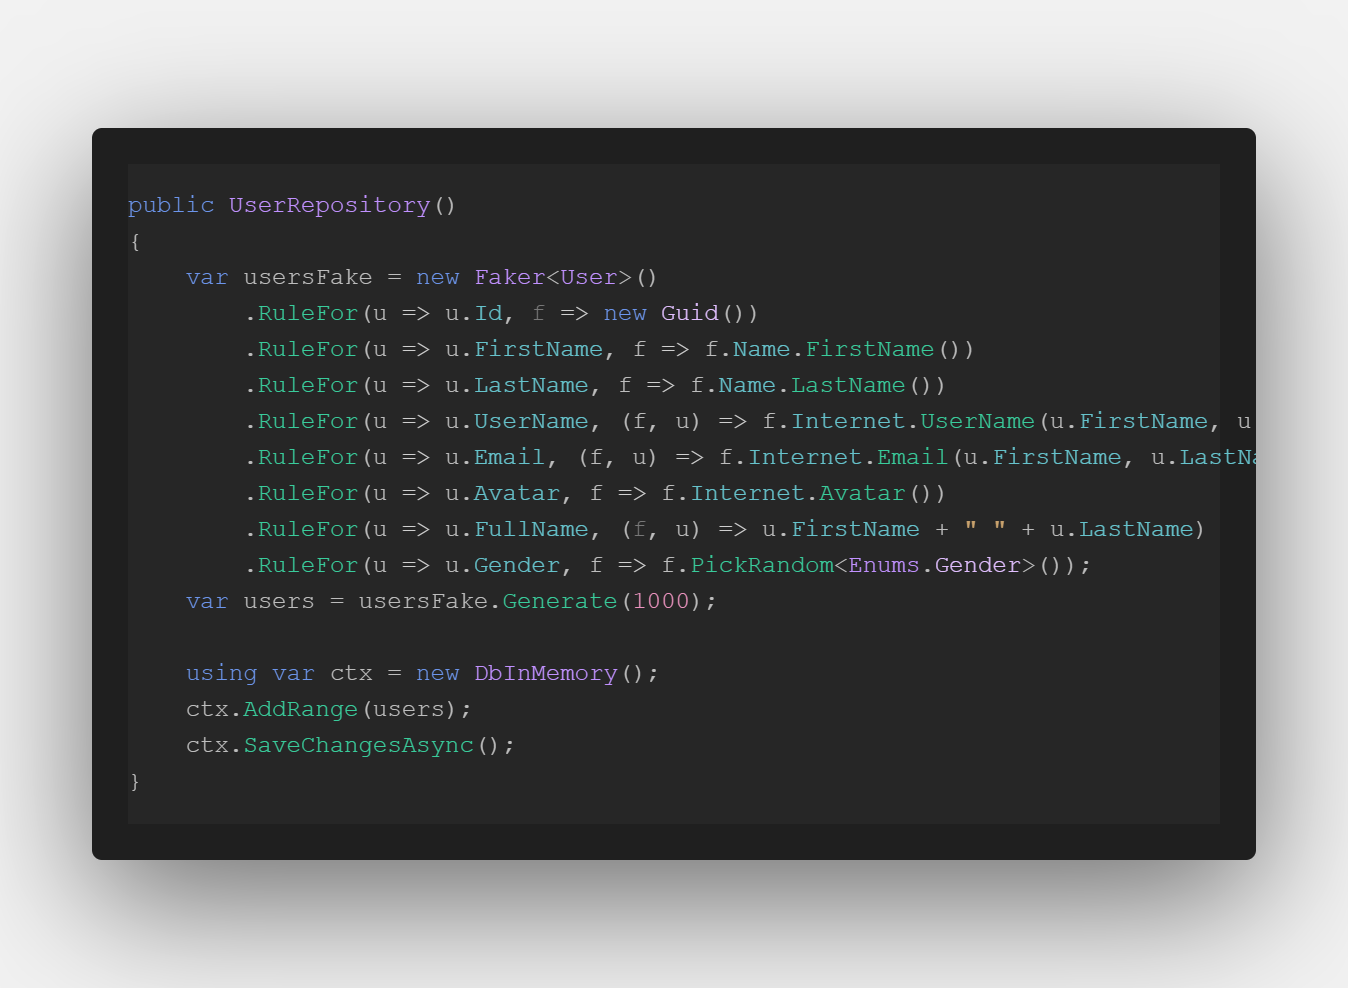 public UserRepository()
{
    var usersFake = new Faker<User>()
        .RuleFor(u => u.Id, f => new Guid())
        .RuleFor(u => u.FirstName, f => f.Name.FirstName())
        .RuleFor(u => u.LastName, f => f.Name.LastName())
        .RuleFor(u => u.UserName, (f, u) => f.Internet.UserName(u.FirstName, u
        .RuleFor(u => u.Email, (f, u) => f.Internet.Email(u.FirstName, u.LastNa
        .RuleFor(u => u.Avatar, f => f.Internet.Avatar())
        .RuleFor(u => u.FullName, (f, u) => u.FirstName + " " + u.LastName)
        .RuleFor(u => u.Gender, f => f.PickRandom<Enums.Gender>());
    var users = usersFake.Generate(1000);

    using var ctx = new DbInMemory();
    ctx.AddRange(users);
    ctx.SaveChangesAsync();
}